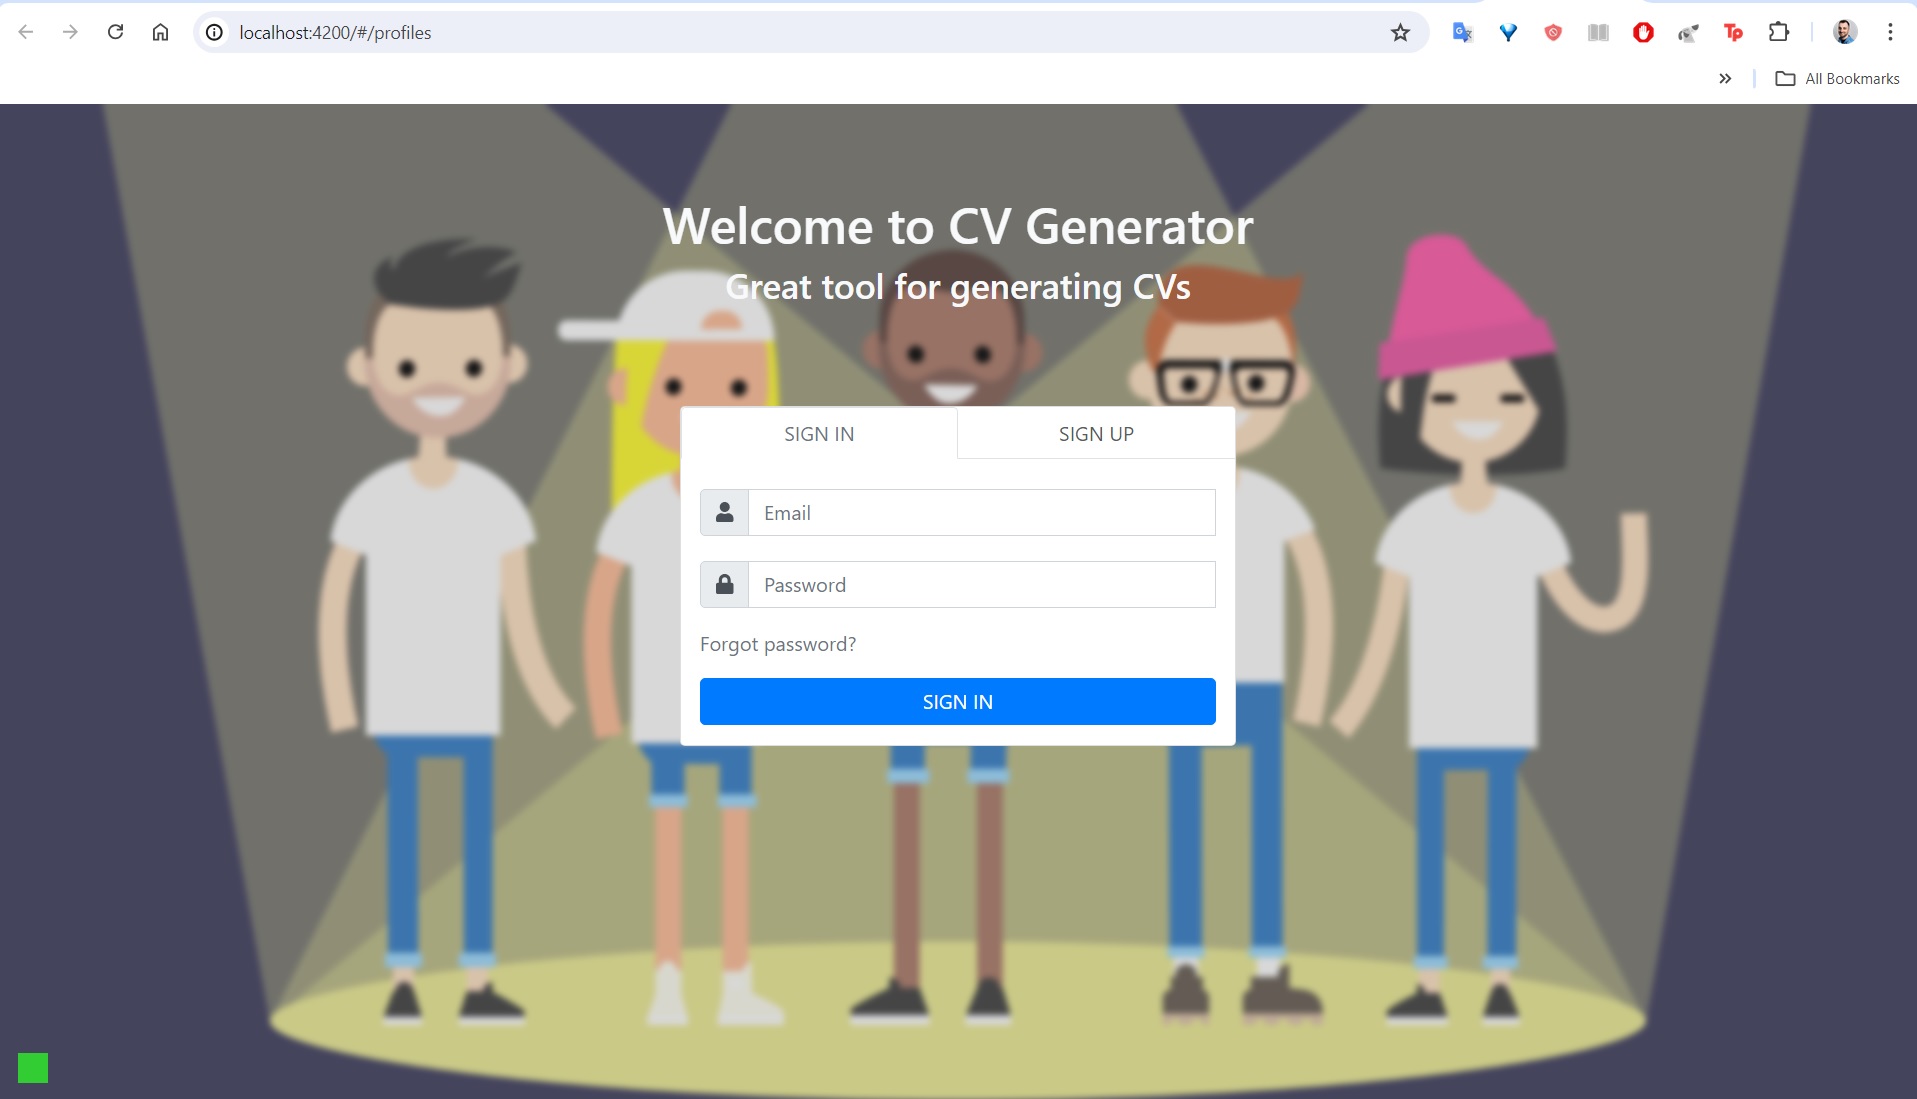 localhost:4200/#/profiles
Tp
All Bookmarks
Welcome to CV Generator
Great tool for generating CVs
SIGN IN
SIGN UP
Email
Password
Forgot password?
SIGN IN